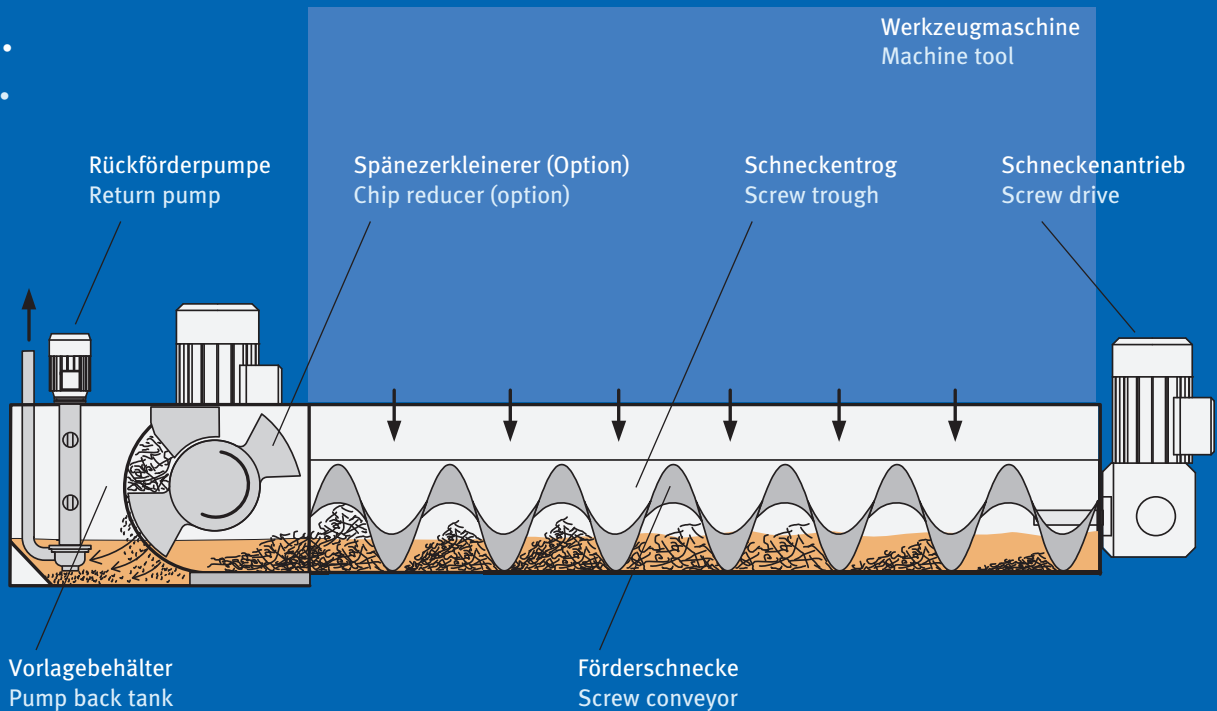 Werkzeugmaschine
Machine tool
Rückförderpumpe
Return pump
Spänezerkleinerer (Option)
Chip reducer (option)
Schneckentrog
Screw trough
Schneckenantrieb
Screw drive
Vorlagebehälter
Pump back tank
Förderschnecke
Screw conveyor